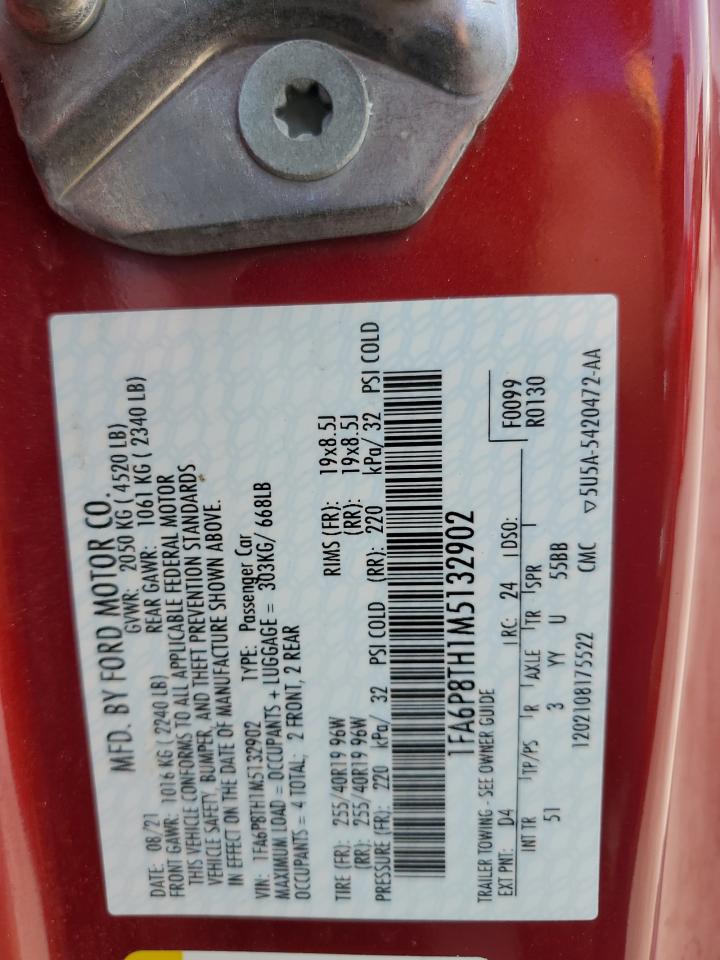 MFD. BY FORD MOTOR CO.
DATE: 08/21 GVWR: 2050 KG ( 4520 LB)
FRONT GAWR: 1016 KG ( 2240 LB) REAR GAWR: 1061 KG ( 2340 LB)
THIS VEHICLE CONFORMS TO ALL APPLICABLE FEDERAL MOTOR
VEHICLE SAFETY, BUMPER, AND THEFT PREVENTION STANDARDS
IN EFFECT ON THE DATE OF MANUFACTURE SHOWN ABOVE.
VIN: 1FA6P8TH1M5132902 TYPE: Passenger Car
MAXIMUM LOAD = OCCUPANTS + LUGGAGE = 303KG/ 668LB
OCCUPANTS = 4 TOTAL; 2 FRONT, 2 REAR
TIRE (FR): 255/40R19 96W RIMS (FR): 19x8.5J
(RR): 255/40R19 96W (RR): 19x8.5J
PRESSURE (FR): 220 kPa/ 32 PSI COLD (RR): 220 kPa/ 32 PSI COLD
1FA6P8TH1M5132902
TRAILER TOWING - SEE OWNER GUIDE F0099
EXT PNT: D4 RC: 24 DSO: R0130
INT TR TP/PS R AXLE TR SPR
51 3 YY U 55BB
1202108175522 CMC ▽5U5A-5420472-AA